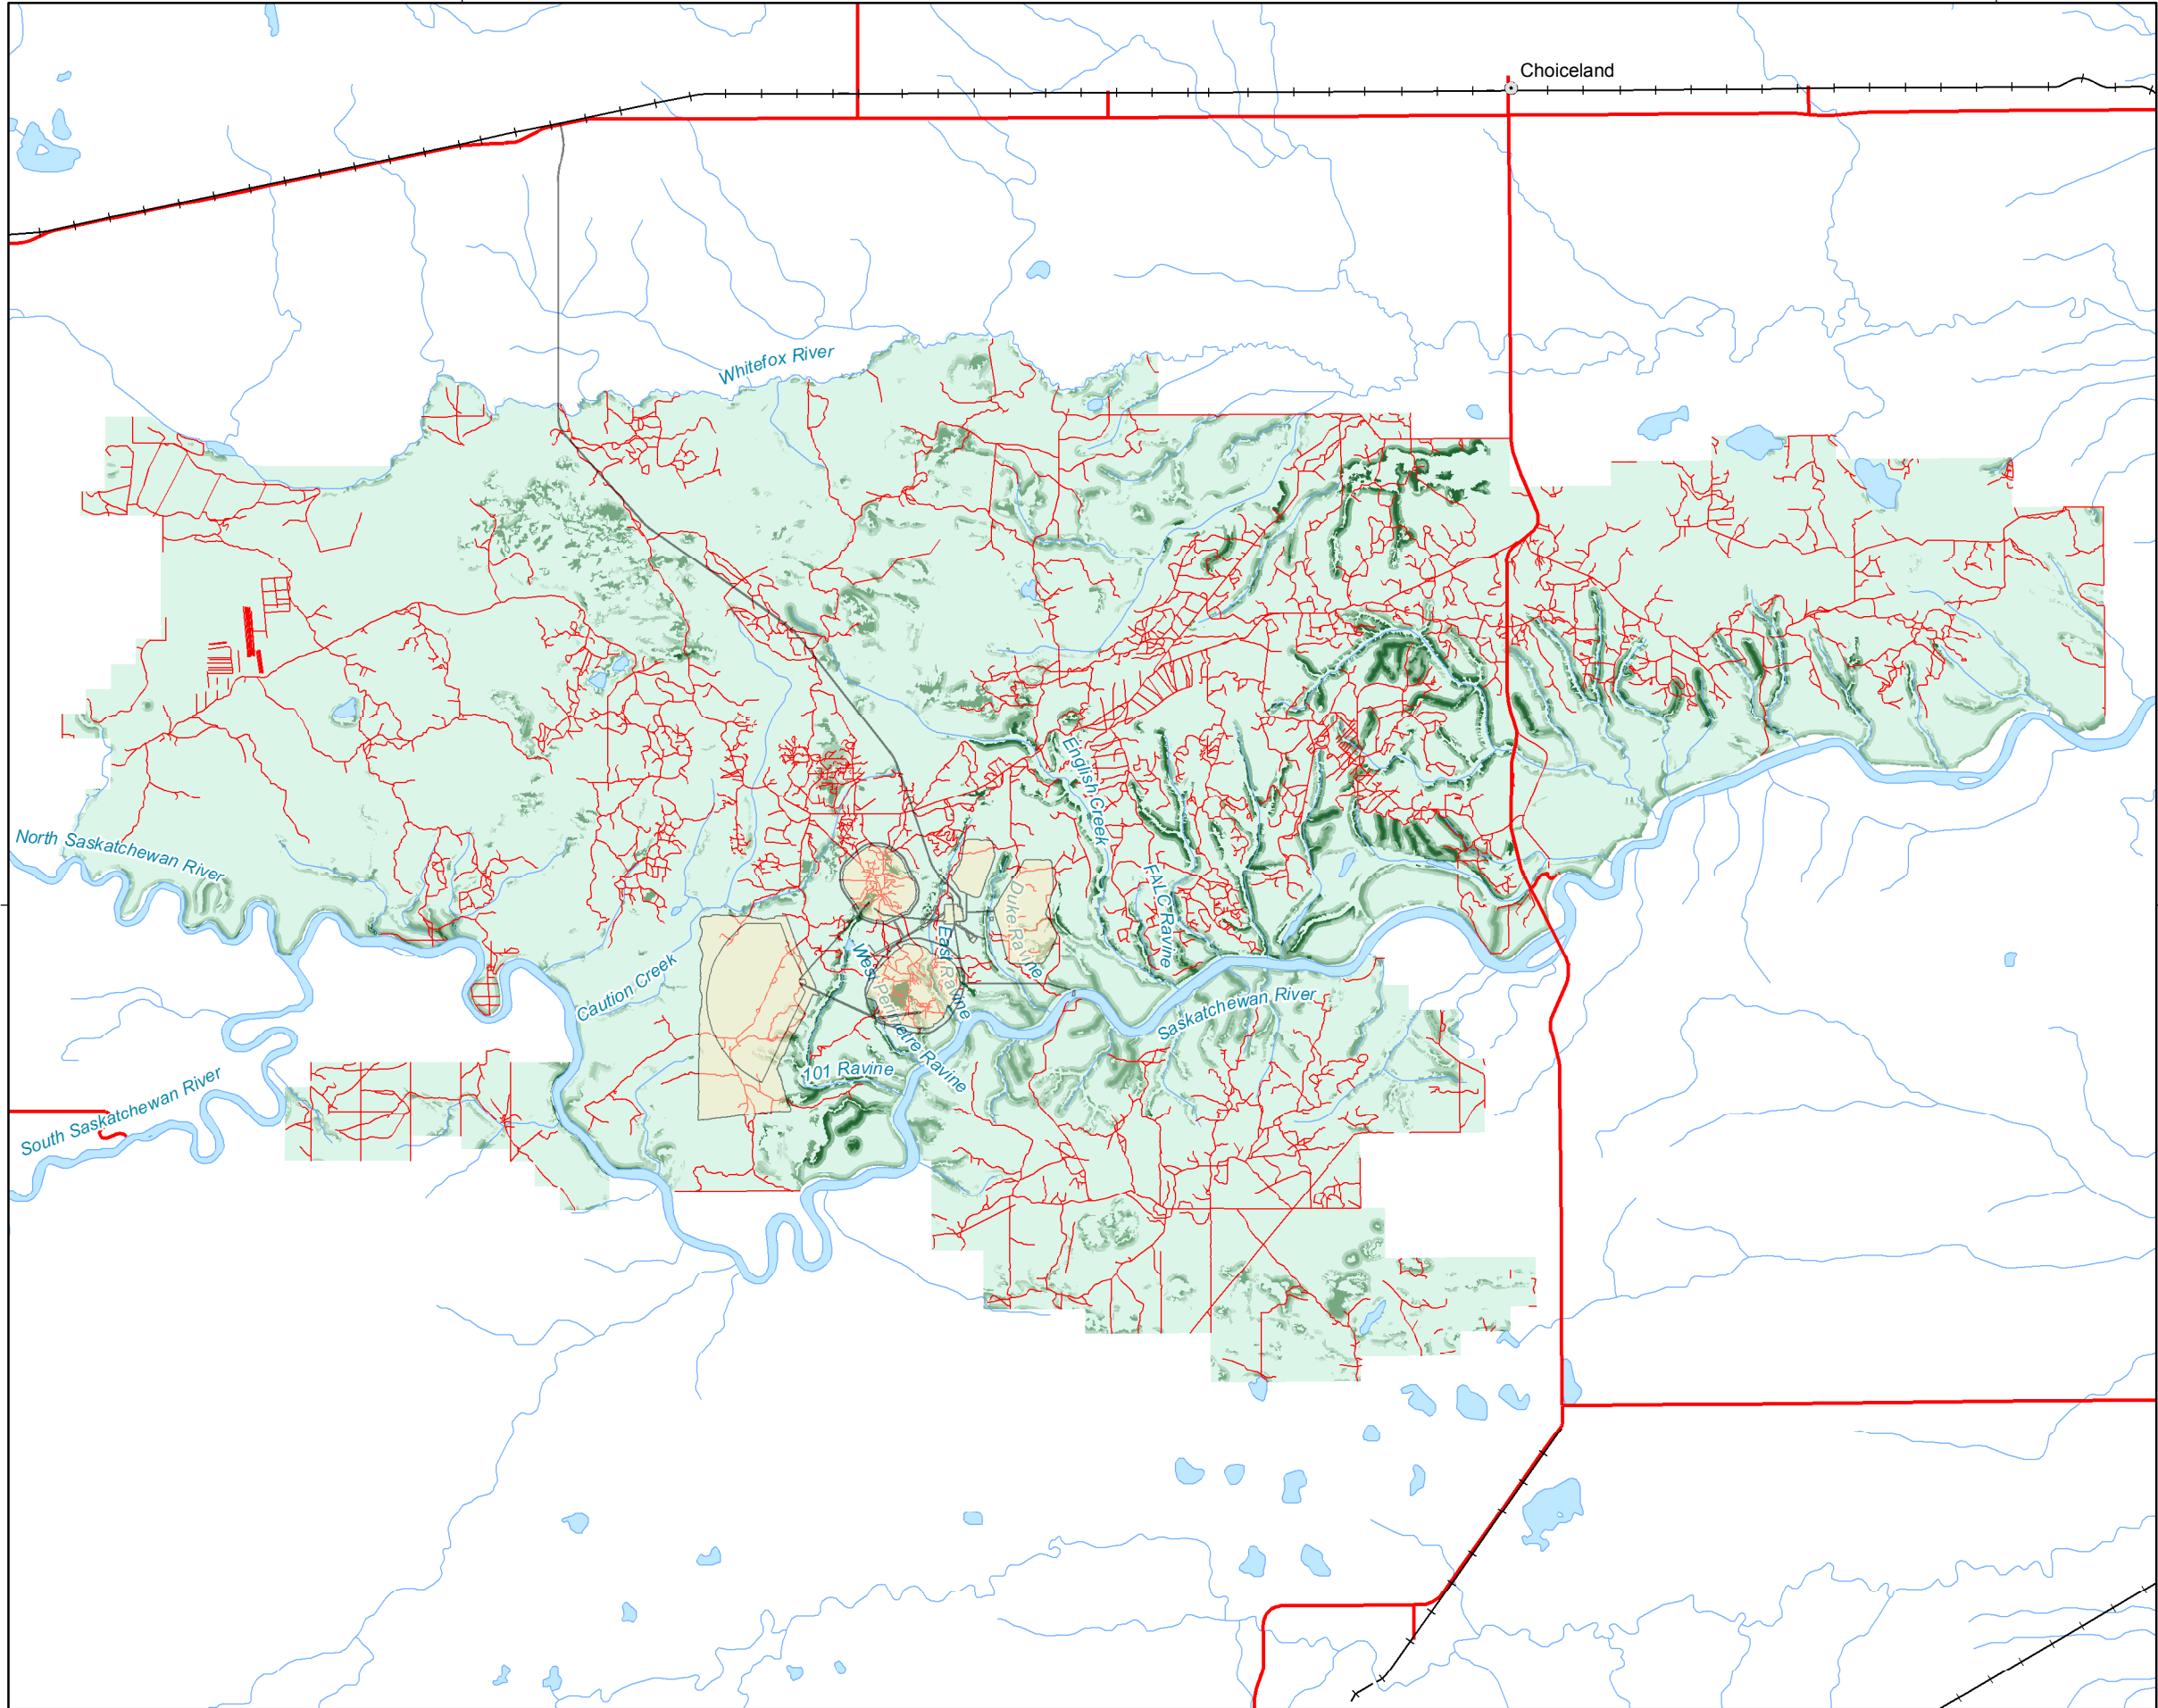 Choiceland
Whitefox River
English Creek
North Saskatchewan River
FALC Ravine
Duke Ravine
East Ravine
West Perimetre Ravine
Caution Creek
Saskatchewan River
101 Ravine
South Saskatchewan River